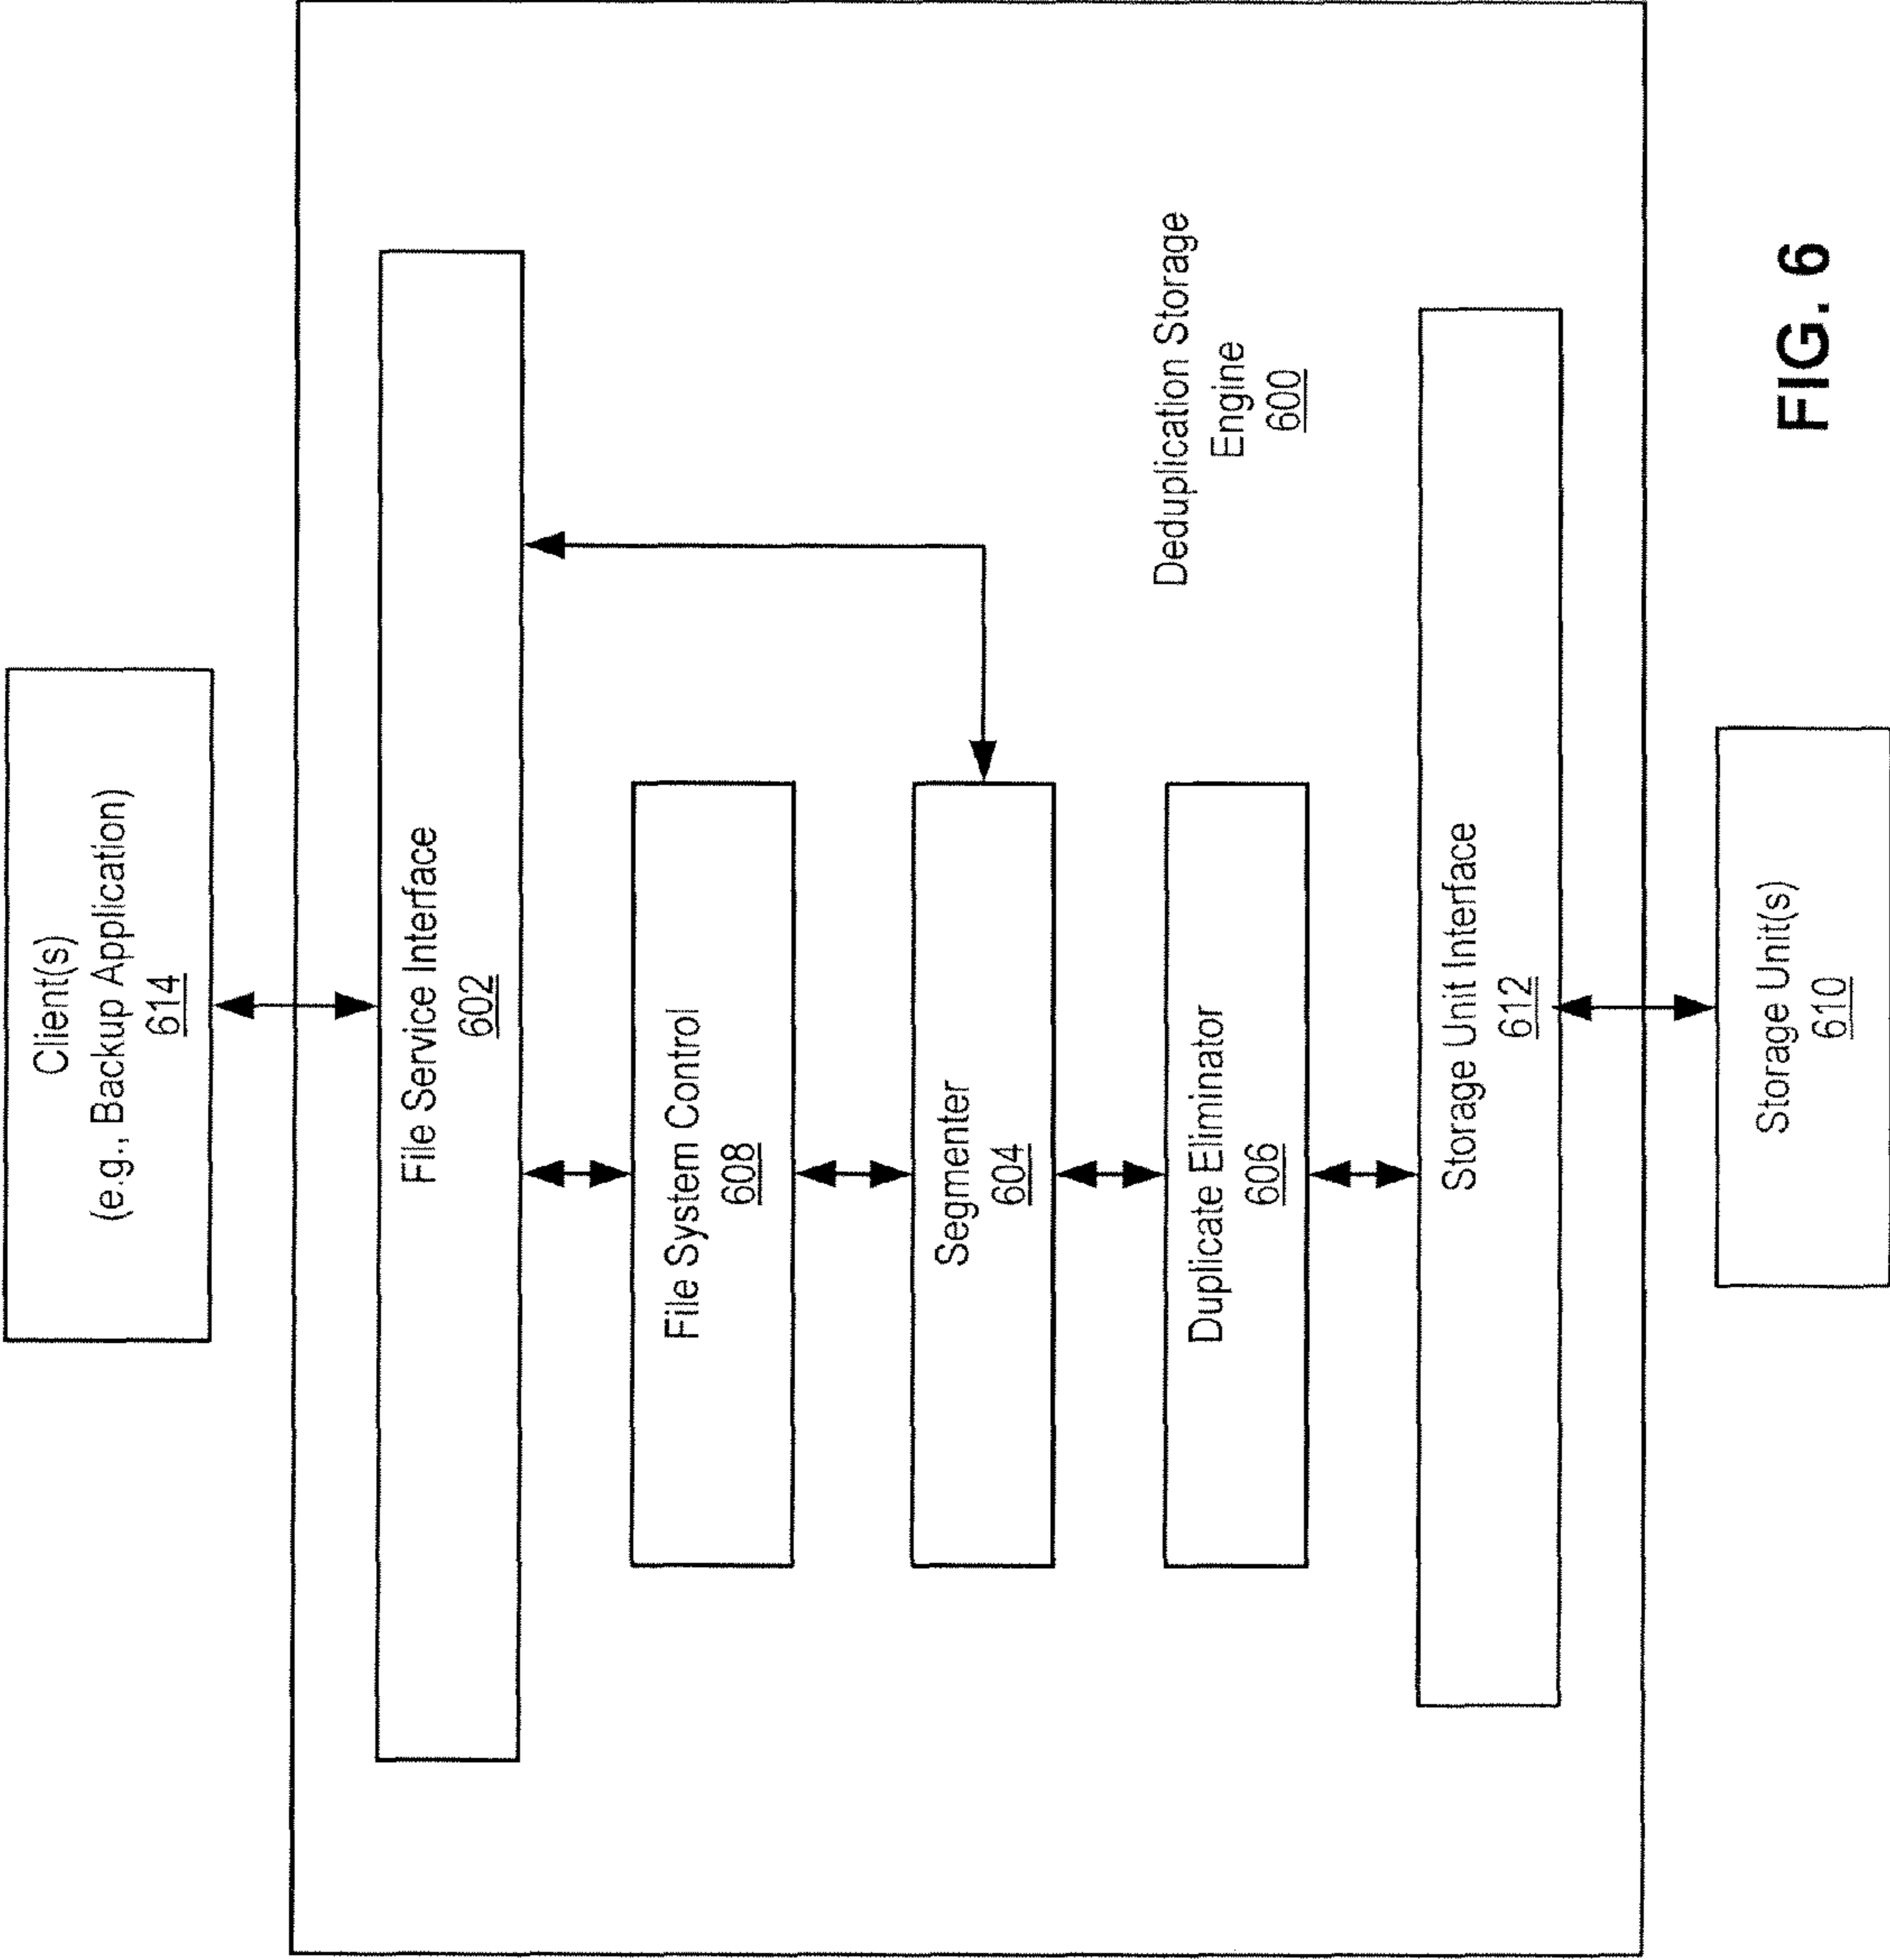 Client(s)
(e.g., Backup Application)
614
File Service Interface
602
File System Control
608
Segmenter
604
Duplicate Eliminator
606
Deduplication Storage
Engine
600
Storage Unit Interface
612
Storage Unit(s)
610
FIG. 6